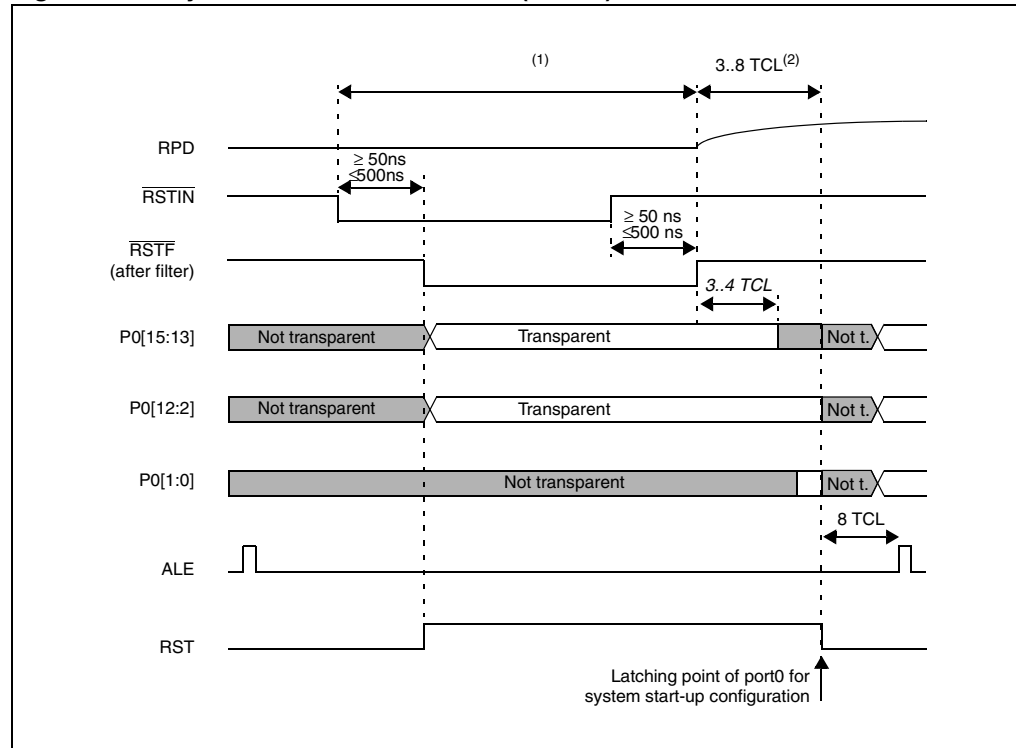 (1)
3..8 TCL(2)
RPD
≥ 50ns
≤500ns
RSTIN
≥ 50 ns
≤500 ns
RSTF
(after filter)
3..4 TCL
P0[15:13]
Not transparent
Transparent
Not t.
P0[12:2]
Not transparent
Transparent
Not t.
P0[1:0]
Not transparent
Not t.
8 TCL
ALE
RST
Latching point of port0 for
system start-up configuration